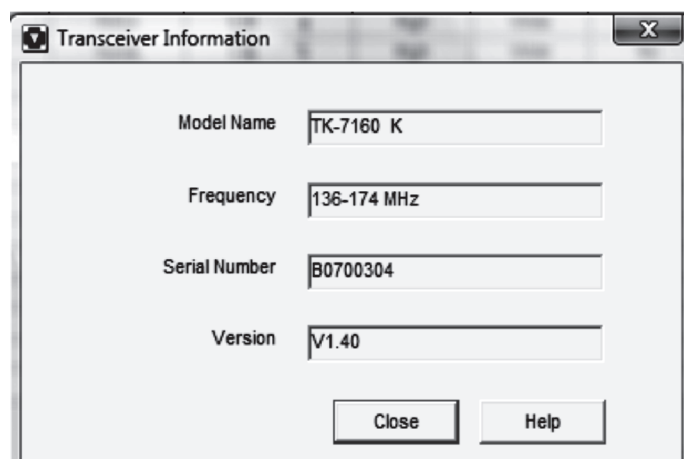 Transceiver Information
Model Name
TK-7160 K
Frequency
136-174 MHz
Serial Number
B0700304
Version
V1.40
Close
Help